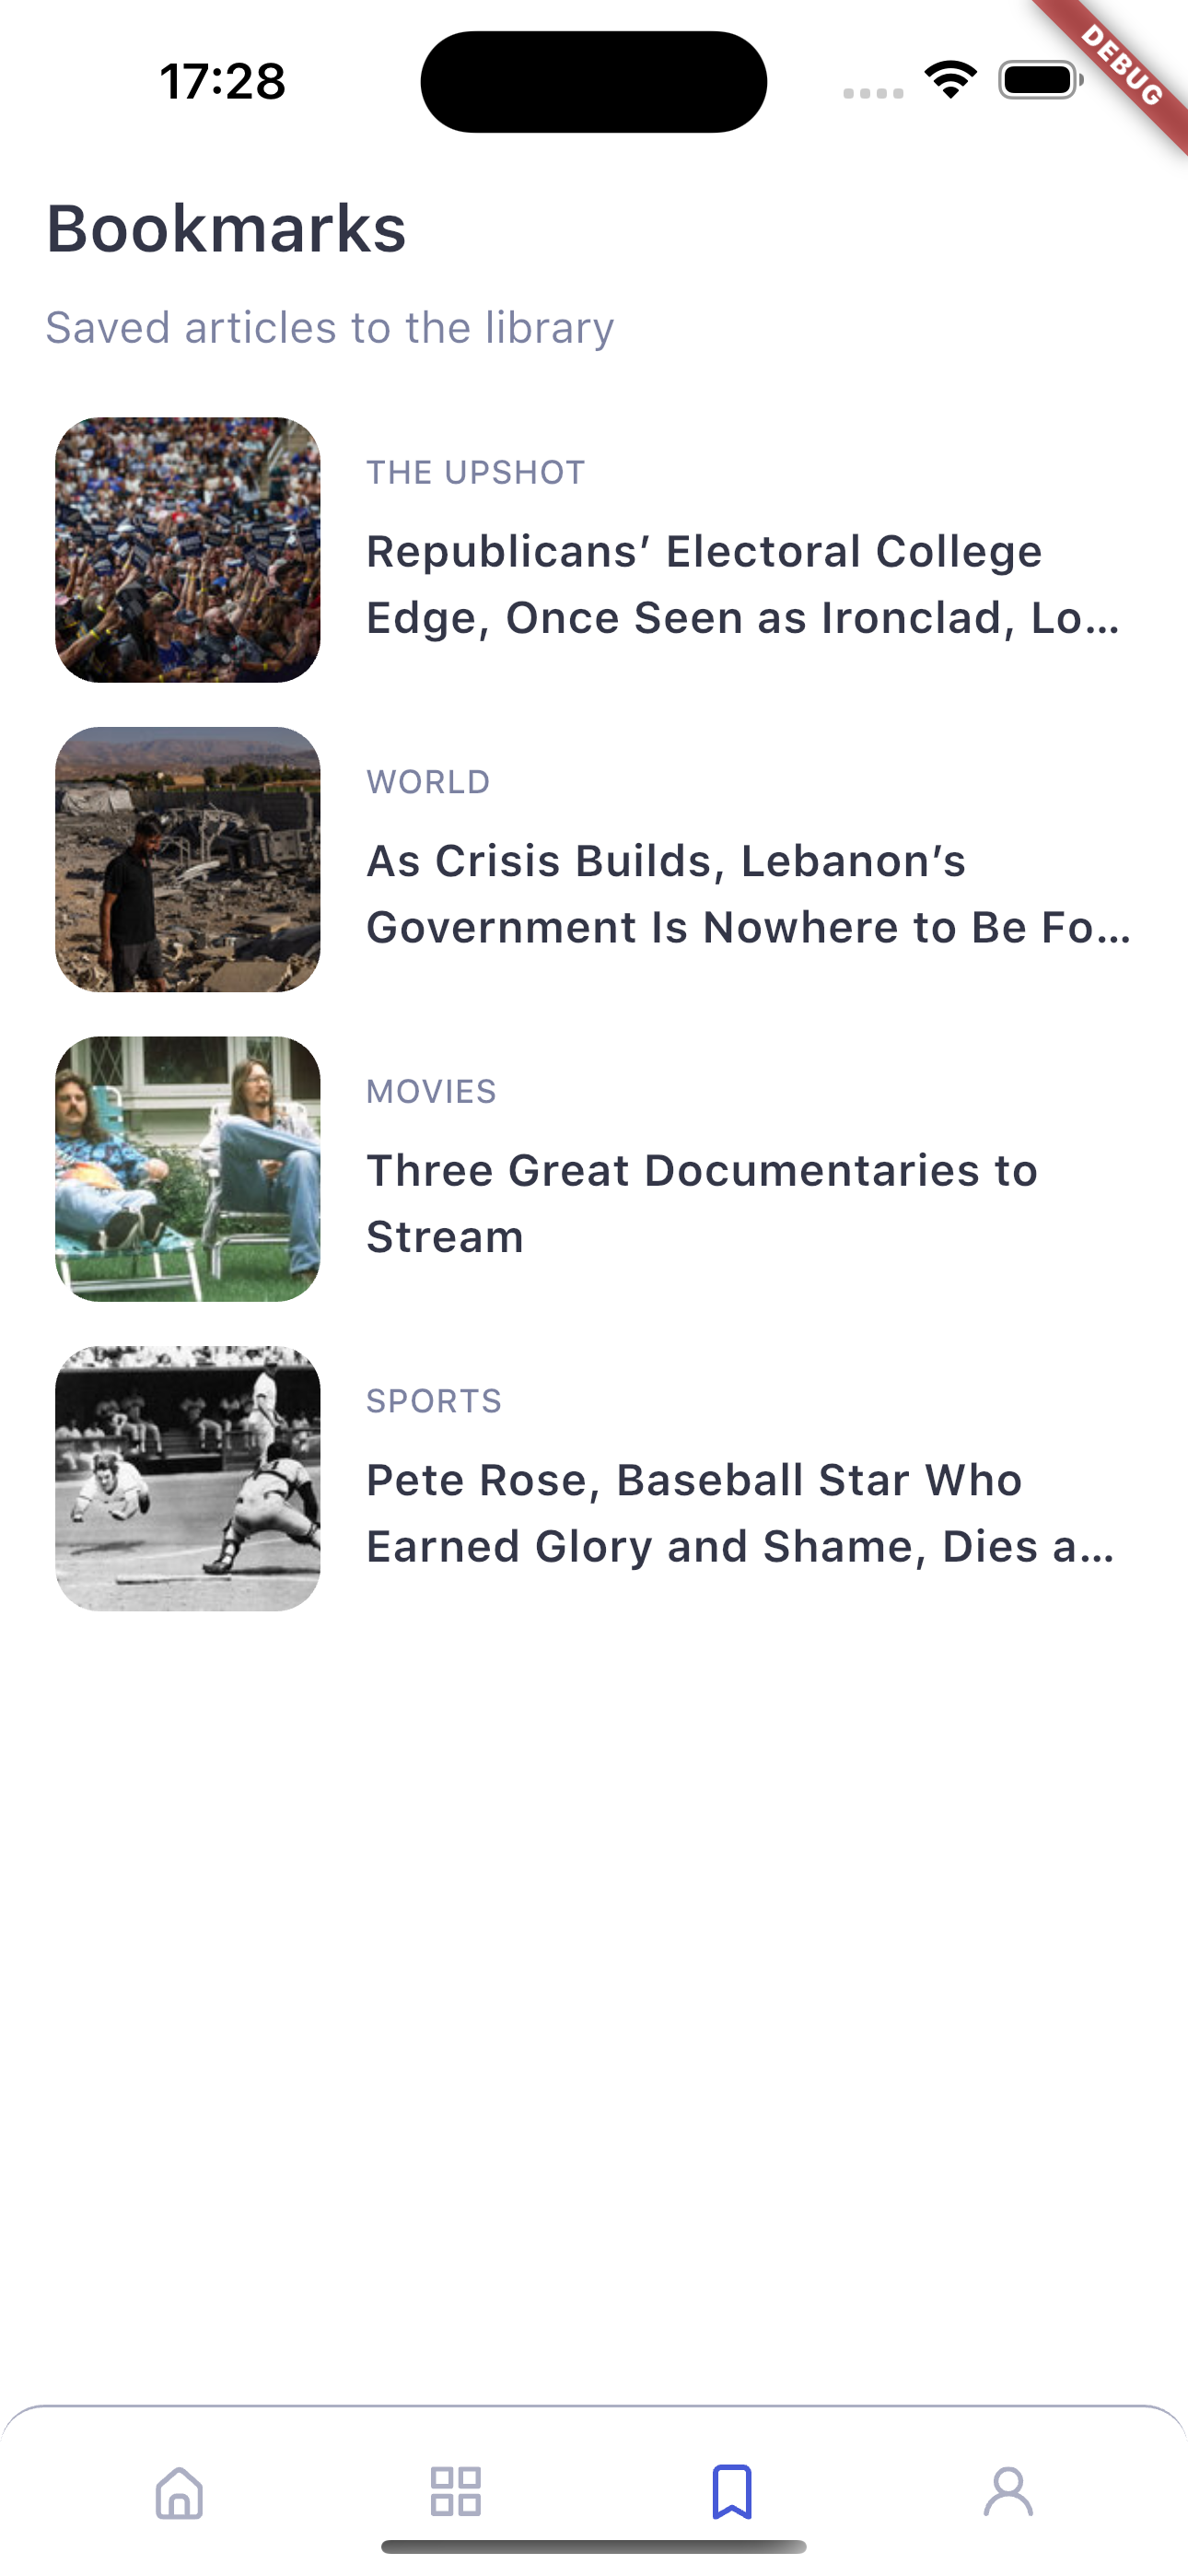 17:28
DEBUG
Bookmarks
Saved articles to the library
THE UPSHOT
Republicans’ Electoral College
Edge, Once Seen as Ironclad, Lo...
WORLD
As Crisis Builds, Lebanon’s
Government Is Nowhere to Be Fo...
MOVIES
Three Great Documentaries to
Stream
SPORTS
Pete Rose, Baseball Star Who
Earned Glory and Shame, Dies a...